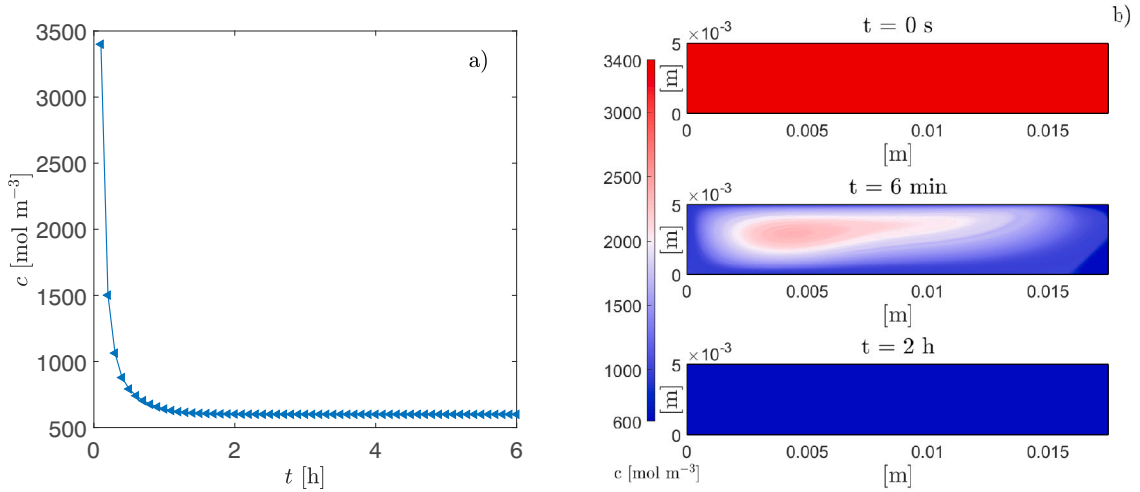 a)
3500
3000
2500
2000
1500
1000
500
c [mol m⁻³]
0 2 4 6
t [h]
b)
3400
3000
2500
2000
1500
1000
600
c [mol m⁻³]
t = 0 s
×10⁻³
5
0
[m]
0 0.005 0.01 0.015
[m]
t = 6 min
×10⁻³
5
0
[m]
0 0.005 0.01 0.015
[m]
t = 2 h
×10⁻³
5
0
[m]
0 0.005 0.01 0.015
[m]